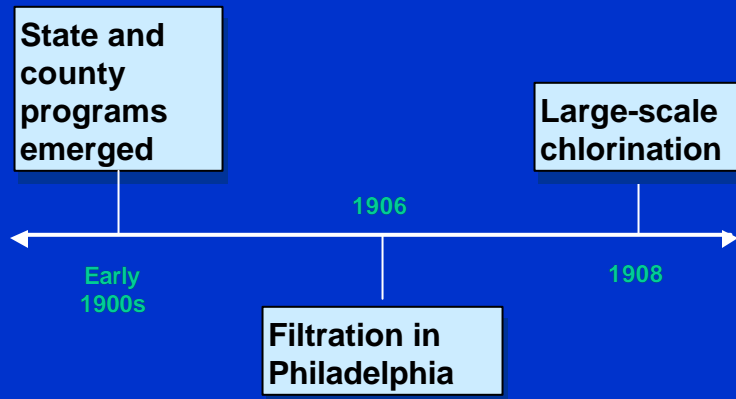 State and
county
programs
emerged
Large-scale
chlorination
1906
Early
1900s
1908
Filtration in
Philadelphia